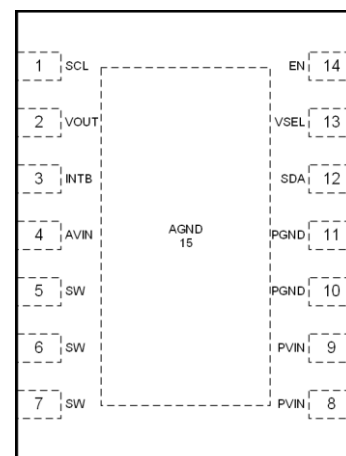 1 SCL EN 14
2 VOUT VSEL 13
3 INTB SDA 12
4 AVIN AGND PGND 11
15
5 SW PGND 10
6 SW PVIN 9
7 SW PVIN 8